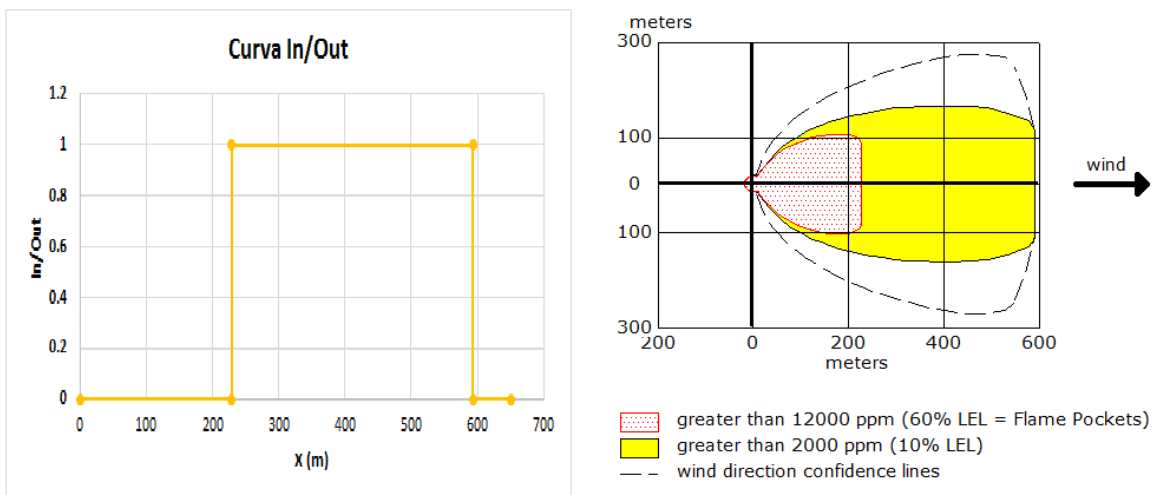 Curva In/Out
1.2
1
0.8
0.6
0.4
0.2
0
In/Out
0 100 200 300 400 500 600 700
X (m)
meters
300
100
0
100
300
200 0 200 400 600
meters
wind
greater than 12000 ppm (60% LEL = Flame Pockets)
greater than 2000 ppm (10% LEL)
wind direction confidence lines